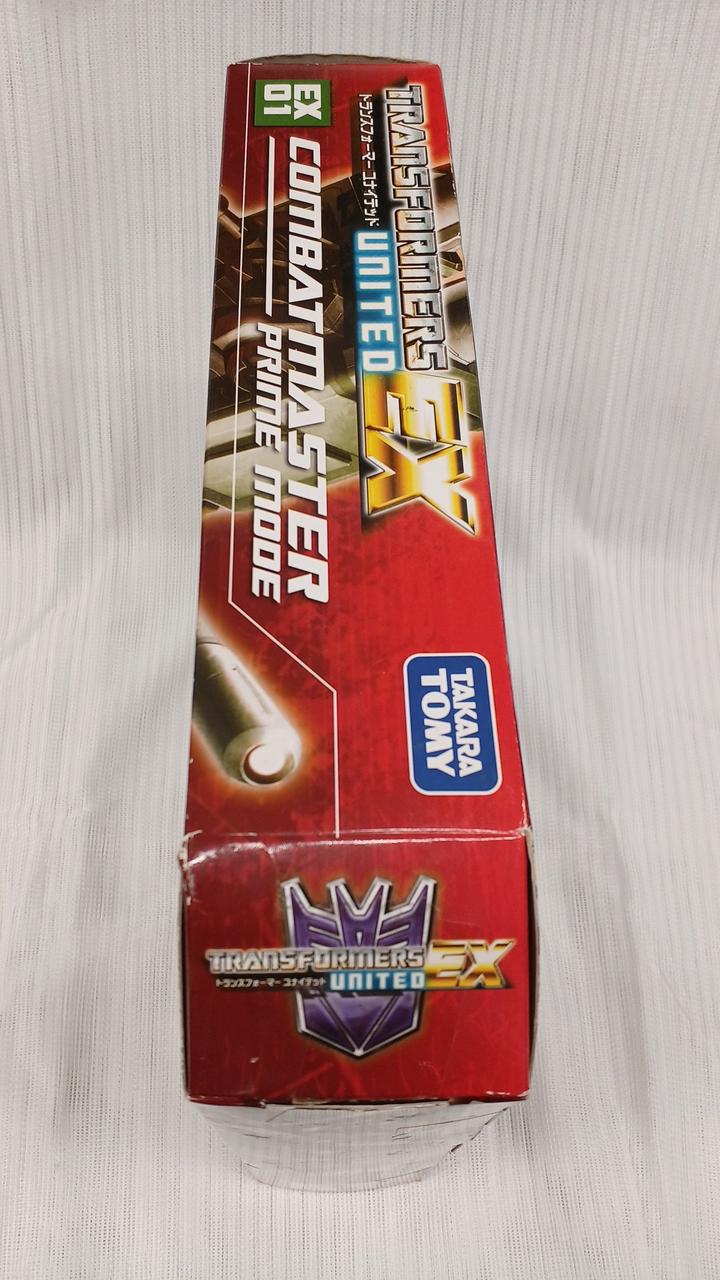 TRANSFORMERS
EX
トランスフォーマー ユナイテッド
UNITED
EX
01
COMBATMASTER
PRIME MODE
TAKARA
TOMY
TRANSFORMERS
EX
トランスフォーマー ユナイテッド
UNITED